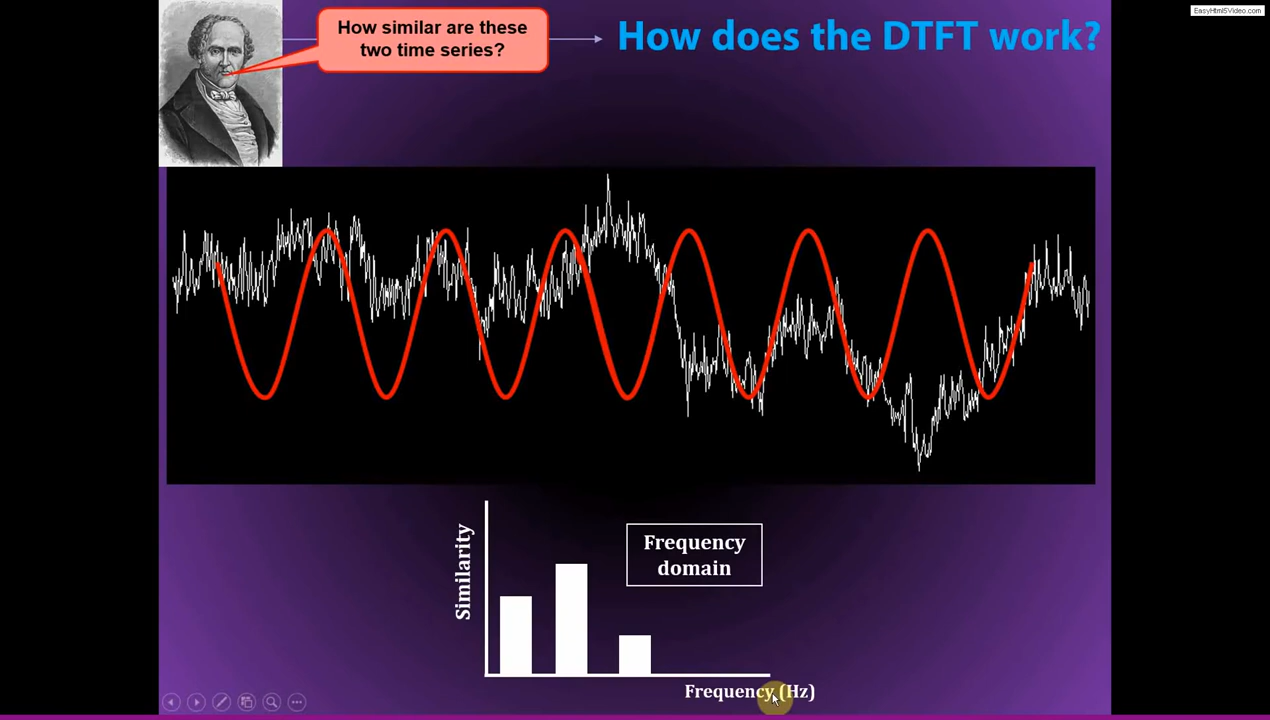 EasyHtml5Video.com
How similar are these
two time series?
How does the DTFT work?
Similarity
Frequency
domain
Frequency (Hz)